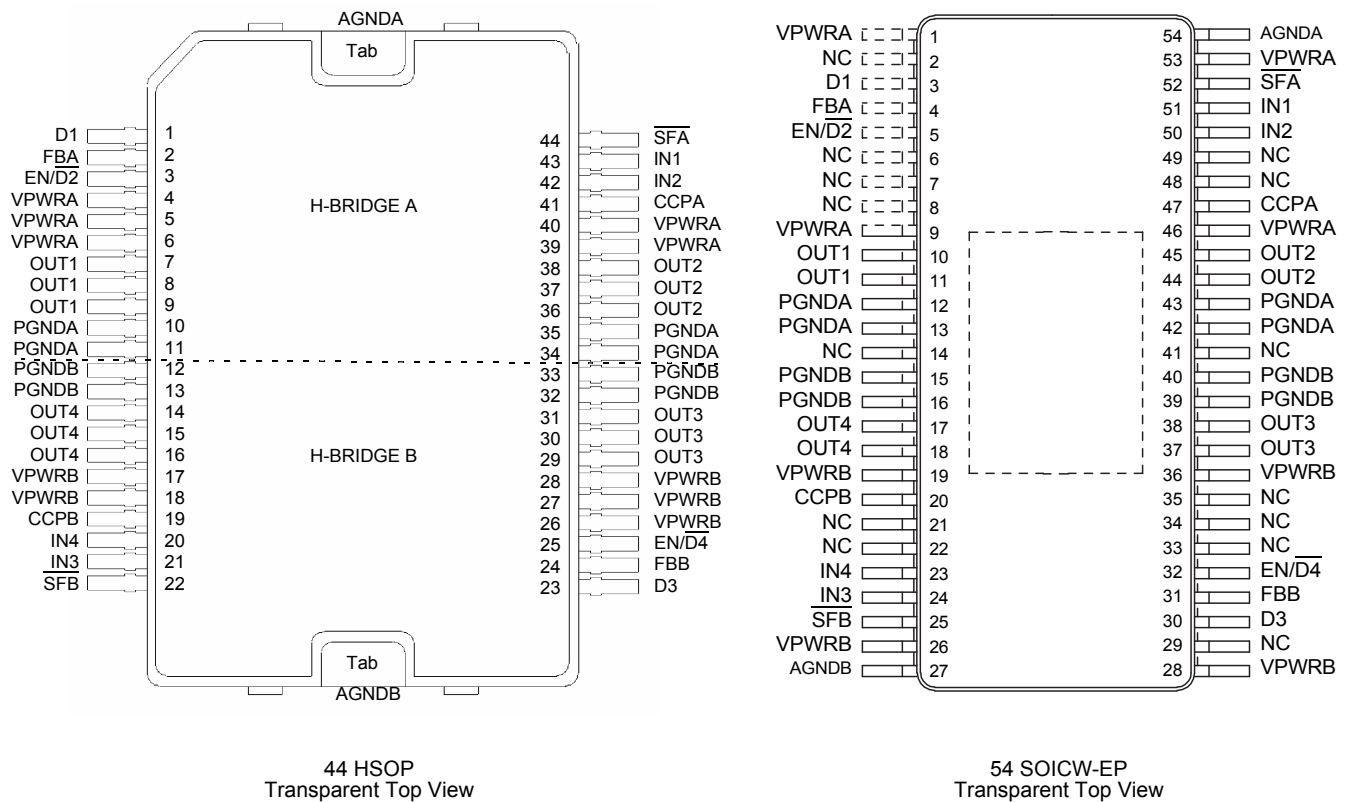 AGNDA
Tab
D1 1
FBA 2
EN/D2 3
VPWRA 4
VPWRA 5
VPWRA 6
OUT1 7
OUT1 8
OUT1 9
PGNDA 10
PGNDA 11
PGNDB 12
PGNDB 13
OUT4 14
OUT4 15
OUT4 16
VPWRB 17
VPWRB 18
CCPB 19
IN4 20
IN3 21
SFB 22
H-BRIDGE A
H-BRIDGE B
44 SFA
43 IN1
42 IN2
41 CCPA
40 VPWRA
39 VPWRA
38 OUT2
37 OUT2
36 OUT2
35 PGNDA
34 PGNDA
33 PGNDB
32 PGNDB
31 OUT3
30 OUT3
29 OUT3
28 VPWRB
27 VPWRB
26 VPWRB
25 EN/D4
24 FBB
23 D3
Tab
AGNDB
44 HSOP
Transparent Top View
VPWRA 1
NC 2
D1 3
FBA 4
EN/D2 5
NC 6
NC 7
NC 8
VPWRA 9
OUT1 10
OUT1 11
PGNDA 12
PGNDA 13
NC 14
PGNDB 15
PGNDB 16
OUT4 17
OUT4 18
VPWRB 19
CCPB 20
NC 21
NC 22
IN4 23
IN3 24
SFB 25
VPWRB 26
AGNDB 27
54 AGNDA
53 VPWRA
52 SFA
51 IN1
50 IN2
49 NC
48 NC
47 CCPA
46 VPWRA
45 OUT2
44 OUT2
43 PGNDA
42 PGNDA
41 NC
40 PGNDB
39 PGNDB
38 OUT3
37 OUT3
36 VPWRB
35 NC
34 NC
33 NC
32 EN/D4
31 FBB
30 D3
29 NC
28 VPWRB
54 SOICW-EP
Transparent Top View